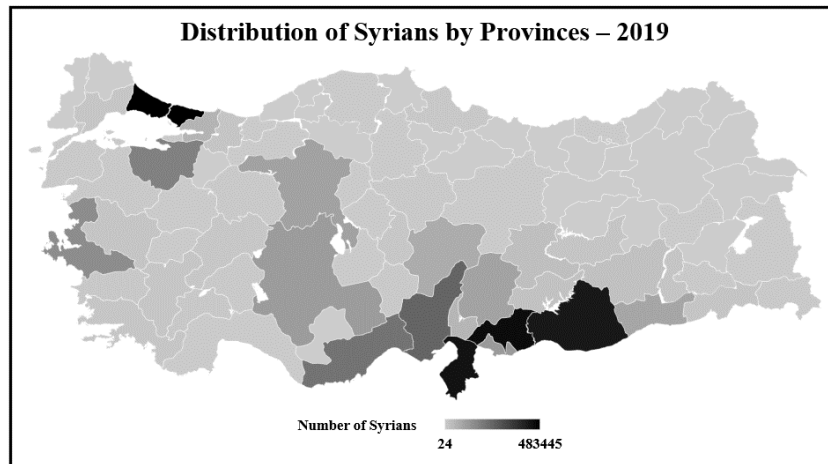 Distribution of Syrians by Provinces – 2019
Number of Syrians
24 483445